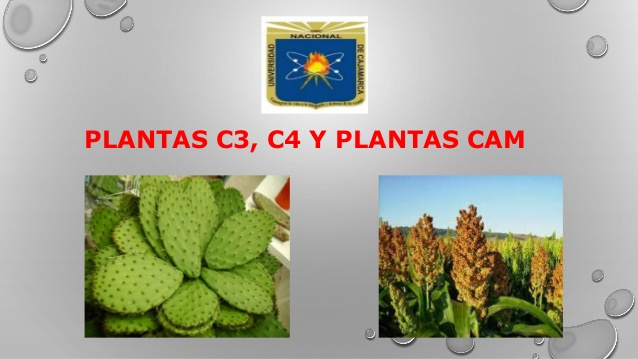 NACIONAL
UNIVERSIDAD
DE CAJAMARCA
PLANTAS C3, C4 Y PLANTAS CAM